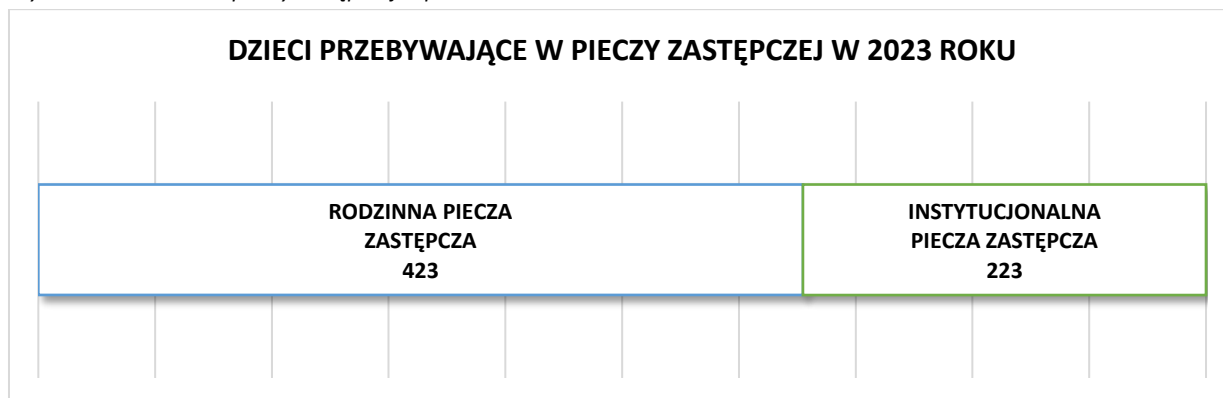 DZIECI PRZEBYWAJĄCE W PIECZY ZASTĘPCZEJ W 2023 ROKU
RODZINNA PIECZA
ZASTĘPCZA
423
INSTYTUCJONALNA
PIECZA ZASTĘPCZA
223